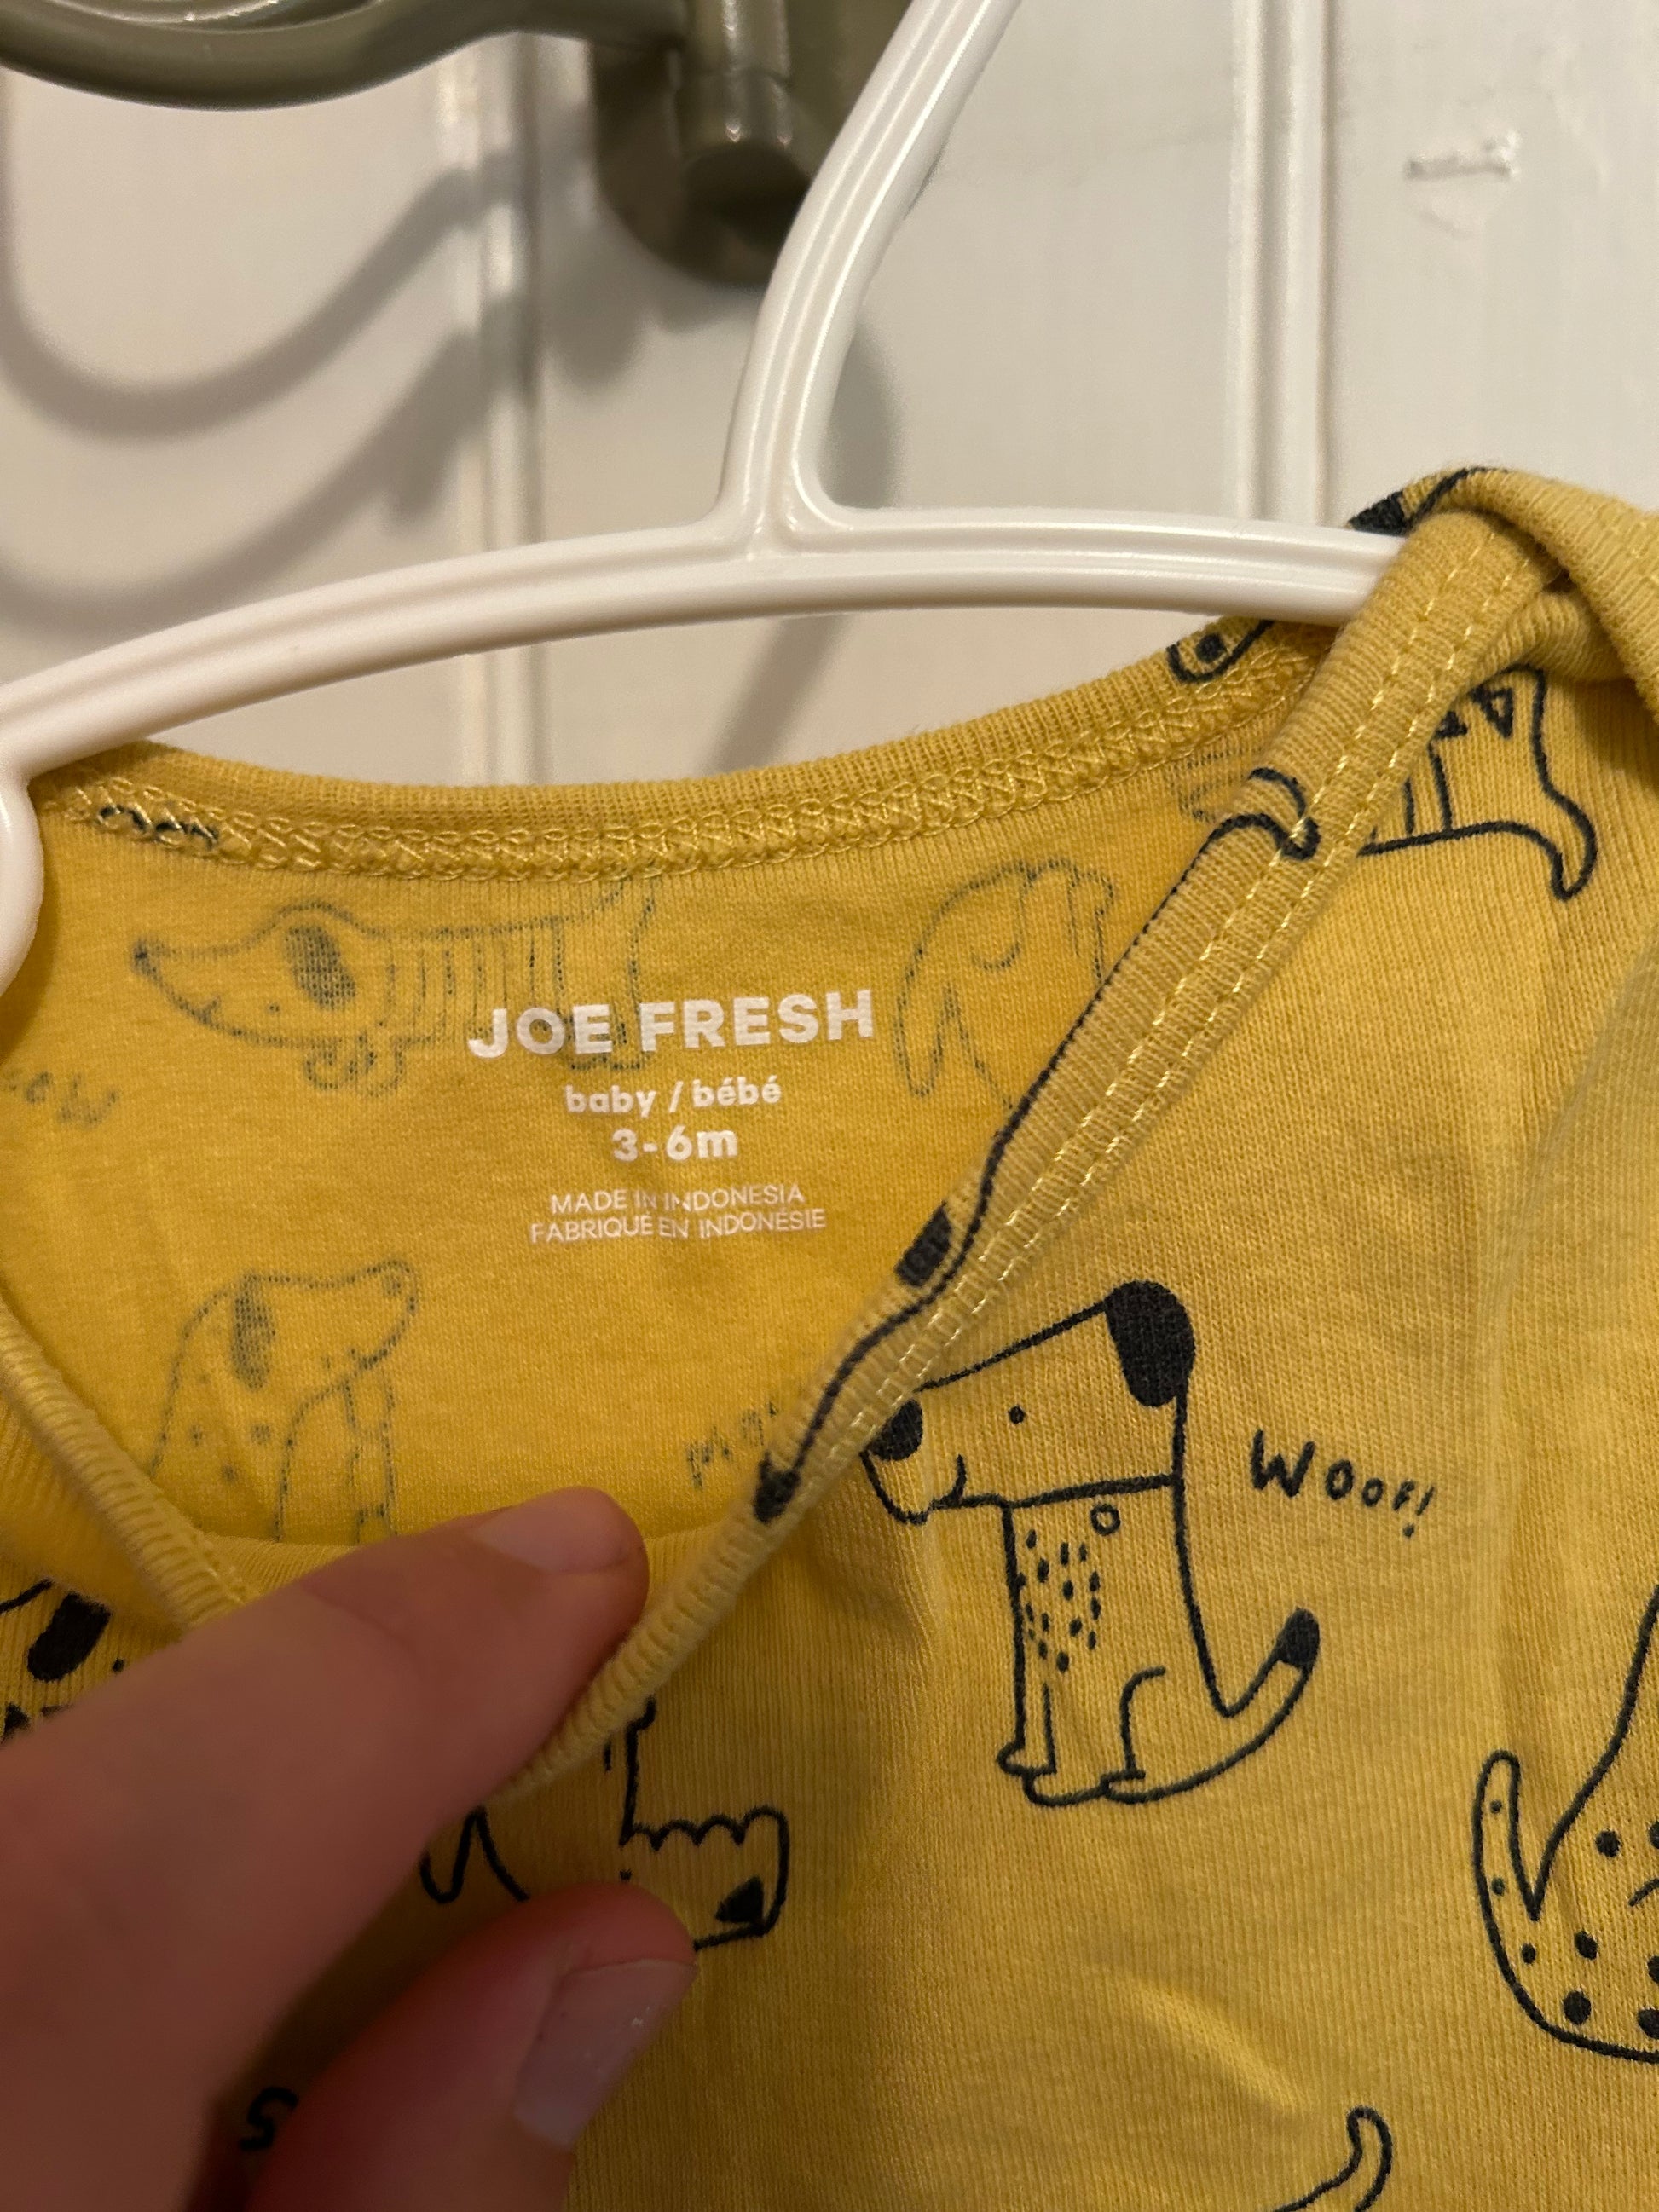 JOE FRESH
baby / bébé
3-6m
MADE IN INDONESIA
FABRIQUÉ EN INDONÉSIE
WOOF!